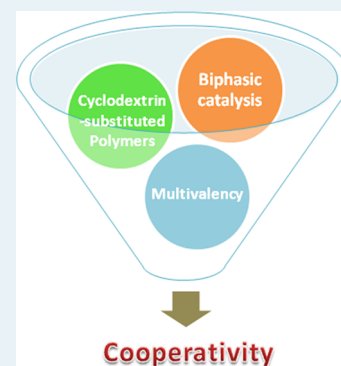 Biphasic
catalysis
Cyclodextrin
-substituted
Polymers
Multivalency
Cooperativity